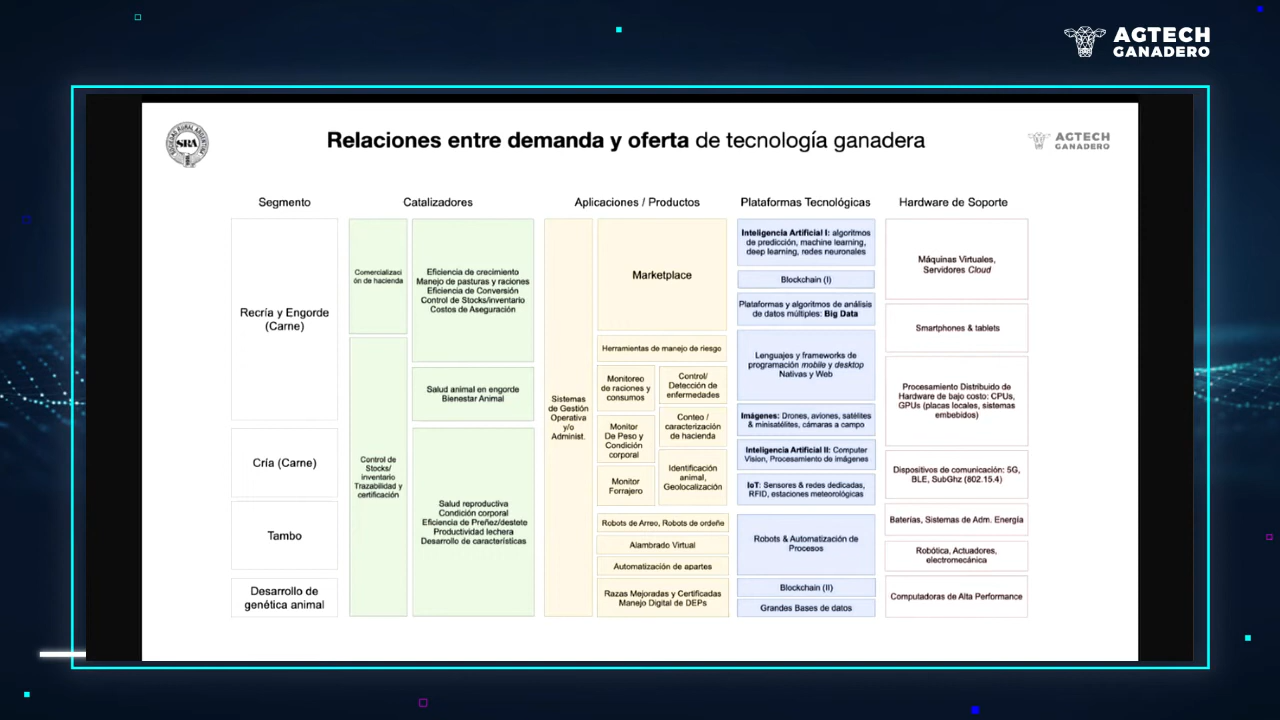 AGTECH
GANADERO
SOCIEDAD RURAL ARGENTINA
SRA
Relaciones entre demanda y oferta de tecnología ganadera
AGTECH
GANADERO
Segmento
Catalizadores
Aplicaciones / Productos
Plataformas Tecnológicas
Hardware de Soporte
Recría y Engorde
(Carne)
Cría (Carne)
Tambo
Desarrollo de
genética animal
Comercializaci
ón de hacienda
Control de
Stocks/
inventario
Trazabilidad y
certificación
Eficiencia de crecimiento
Manejo de pasturas y raciones
Eficiencia de Conversión
Control de Stocks/inventario
Costos de Aseguración
Salud animal en engorde
Bienestar Animal
Salud reproductiva
Condición corporal
Eficiencia de Preñez/destete
Productividad lechera
Desarrollo de características
Sistemas
de Gestión
Operativa
y/o
Administ.
Marketplace
Herramientas de manejo de riesgo
Monitoreo
de raciones y
consumos
Control/
Detección de
enfermedades
Monitor
De Peso y
Condición
corporal
Conteo /
caracterización
de hacienda
Monitor
Forrajero
Identificación
animal,
Geolocalización
Robots de Arreo, Robots de ordeñe
Alambrado Virtual
Automatización de apartes
Razas Mejoradas y Certificadas
Manejo Digital de DEPs
Inteligencia Artificial I: algoritmos
de predicción, machine learning,
deep learning, redes neuronales
Blockchain (I)
Plataformas y algoritmos de análisis
de datos múltiples: Big Data
Lenguajes y frameworks de
programación mobile y desktop
Nativas y Web
Imágenes: Drones, aviones, satélites
& minisatélites, cámaras a campo
Inteligencia Artificial II: Computer
Vision, Procesamiento de imágenes
IoT: Sensores & redes dedicadas,
RFID, estaciones meteorológicas
Robots & Automatización de
Procesos
Blockchain (II)
Grandes Bases de datos
Máquinas Virtuales,
Servidores Cloud
Smartphones & tablets
Procesamiento Distribuido de
Hardware de bajo costo: CPUs,
GPUs (placas locales, sistemas
embebidos)
Dispositivos de comunicación: 5G,
BLE, SubGhz (802.15.4)
Baterías, Sistemas de Adm. Energía
Robótica, Actuadores,
electromecánica
Computadoras de Alta Performance